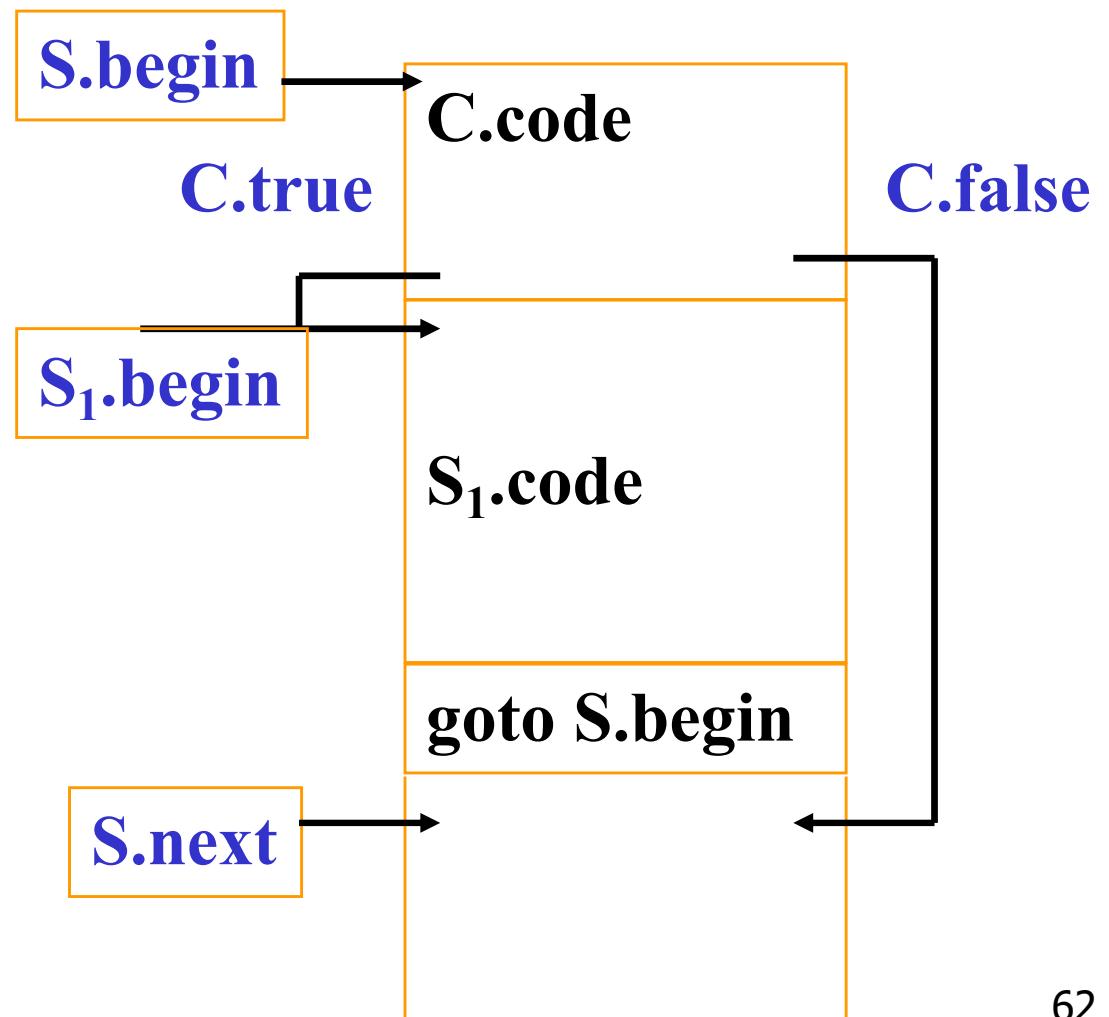 S.begin
C.code
C.true
C.false
S₁.begin
S₁.code
goto S.begin
S.next
62